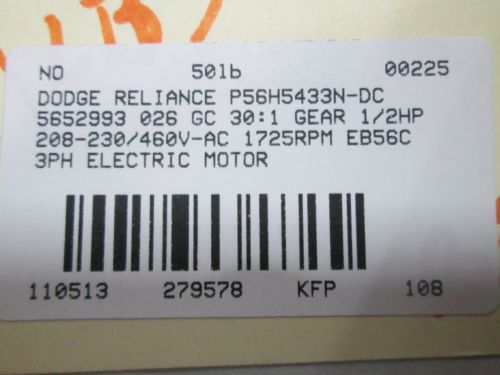 NO 501b 00225
DODGE RELIANCE P56H5433N-DC
5652993 026 GC 30:1 GEAR 1/2HP
208-230/460V-AC 1725RPM EB56C
3PH ELECTRIC MOTOR
110513 279578 KFP 108